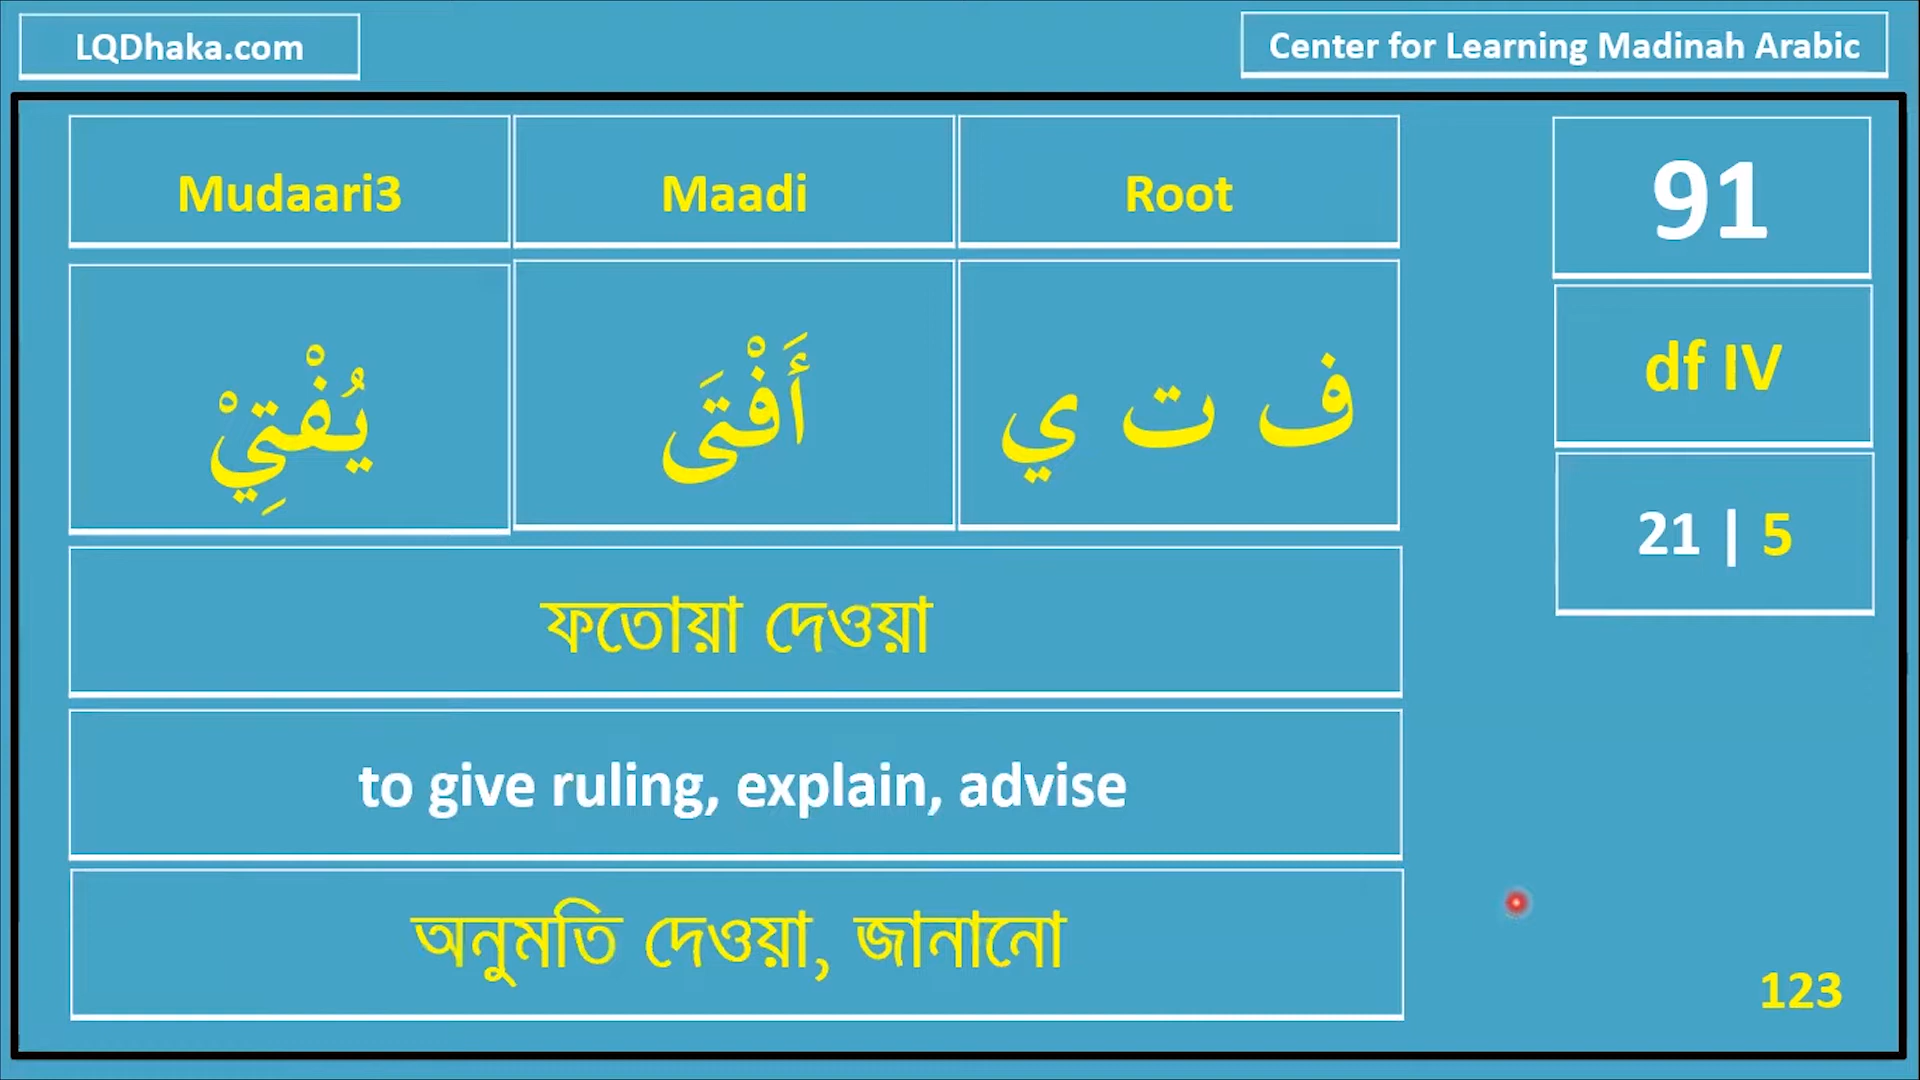 LQDhaka.com
Center for Learning Madinah Arabic
Mudaari3 Maadi Root
يُفْتِيْ أَفْتَى ف ت ي
ফতোয়া দেওয়া
to give ruling, explain, advise
অনুমতি দেওয়া, জানানো
91
df IV
21 | 5
123